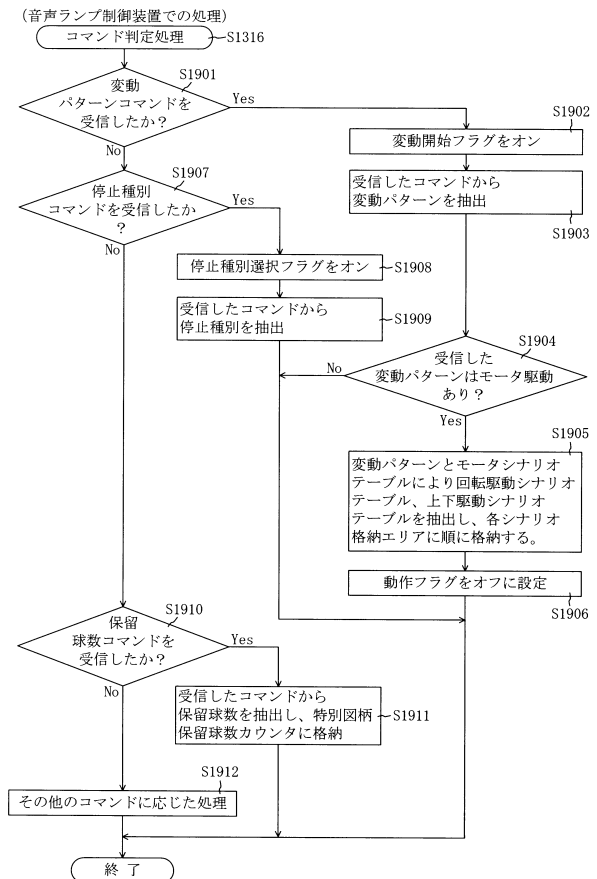 (音声ランプ制御装置での処理)
コマンド判定処理
S1316
S1901
変動
パターンコマンドを
受信したか？
Yes
No
S1902
変動開始フラグをオン
受信したコマンドから
変動パターンを抽出
S1903
S1907
停止種別
コマンドを受信したか
？
Yes
No
停止種別選択フラグをオン
S1908
受信したコマンドから
停止種別を抽出
S1909
S1904
受信した
変動パターンはモータ駆動
あり？
No
Yes
S1905
変動パターンとモータシナリオ
テーブルにより回転駆動シナリオ
テーブル、上下駆動シナリオ
テーブルを抽出し、各シナリオ
格納エリアに順に格納する。
動作フラグをオフに設定
S1906
S1910
保留
球数コマンドを
受信したか？
Yes
No
受信したコマンドから
保留球数を抽出し、特別図柄
保留球数カウンタに格納
S1911
S1912
その他のコマンドに応じた処理
終 了